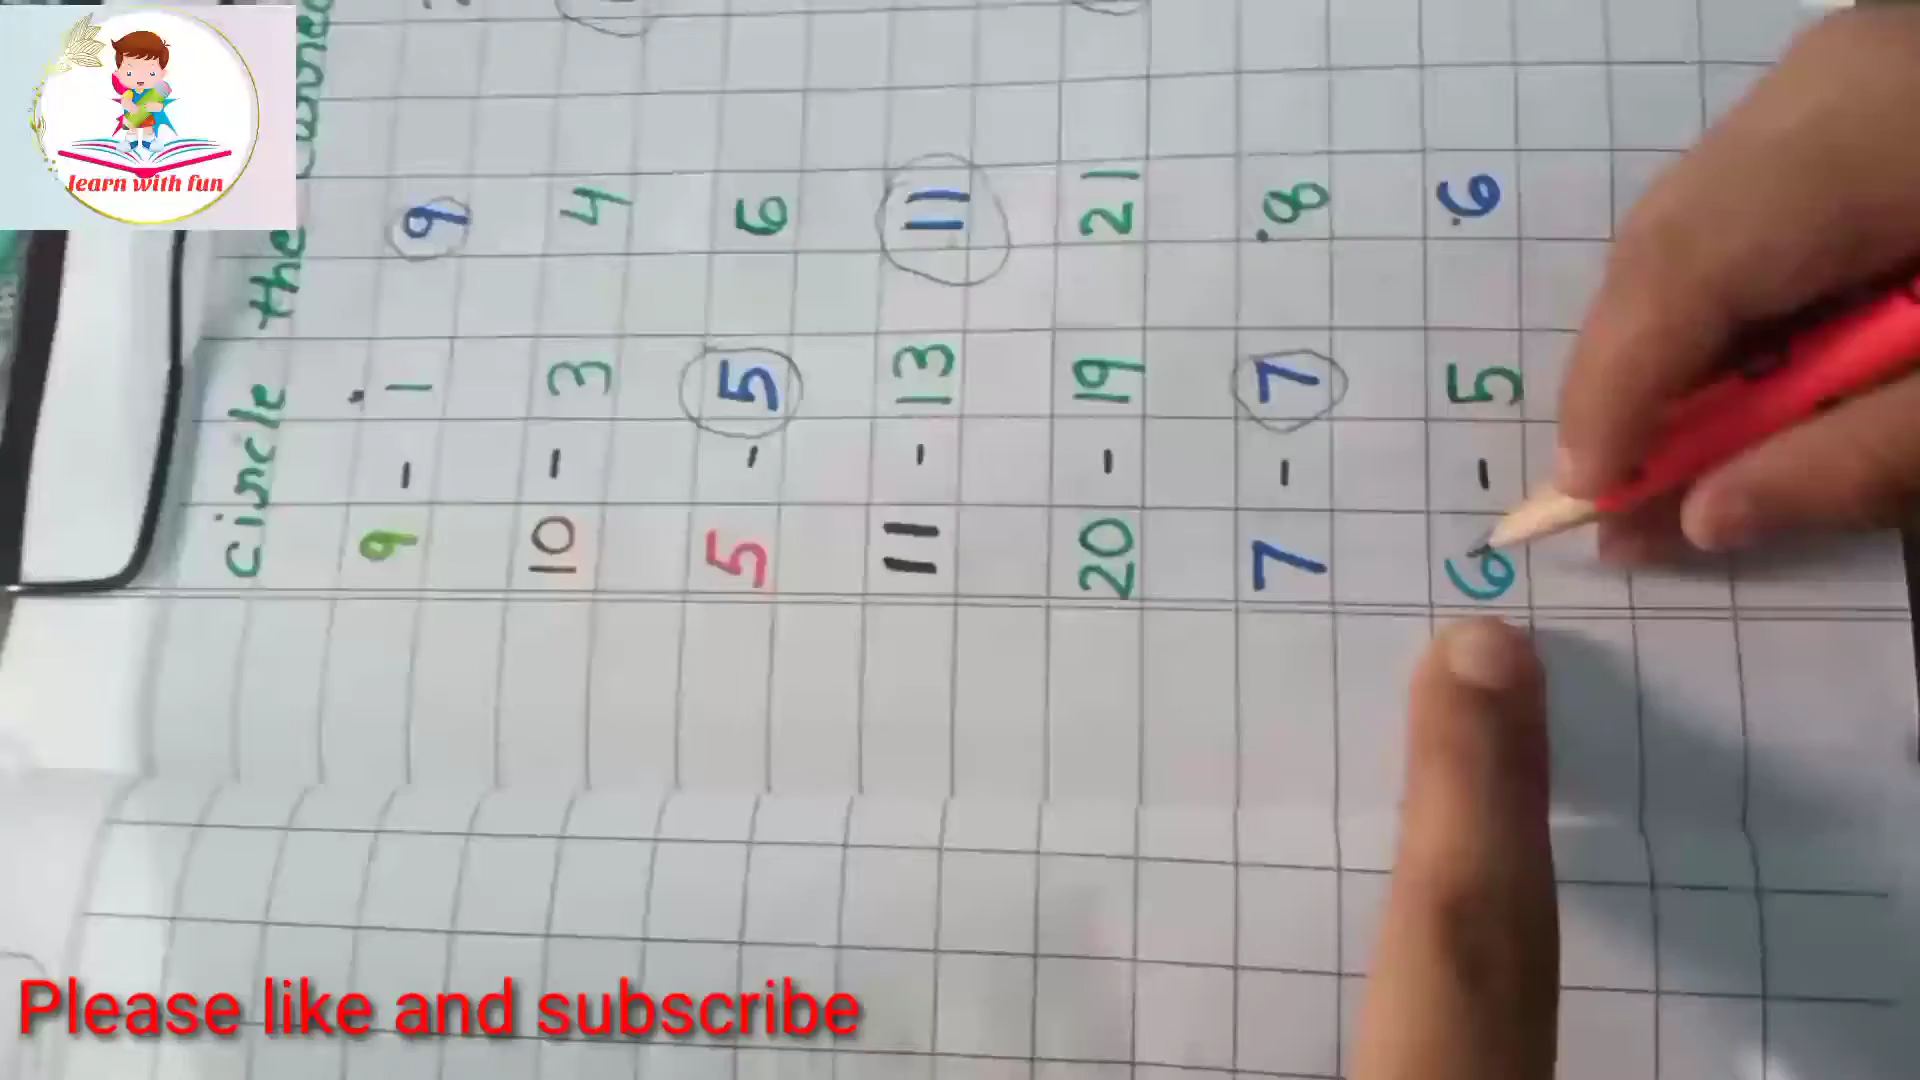 learn with fun
circle the
9 - 1 9
10 - 3 4
5 - 5 6
11 - 13 11
20 - 19 21
7 - 7 8
6 - 5 6
Please like and subscribe